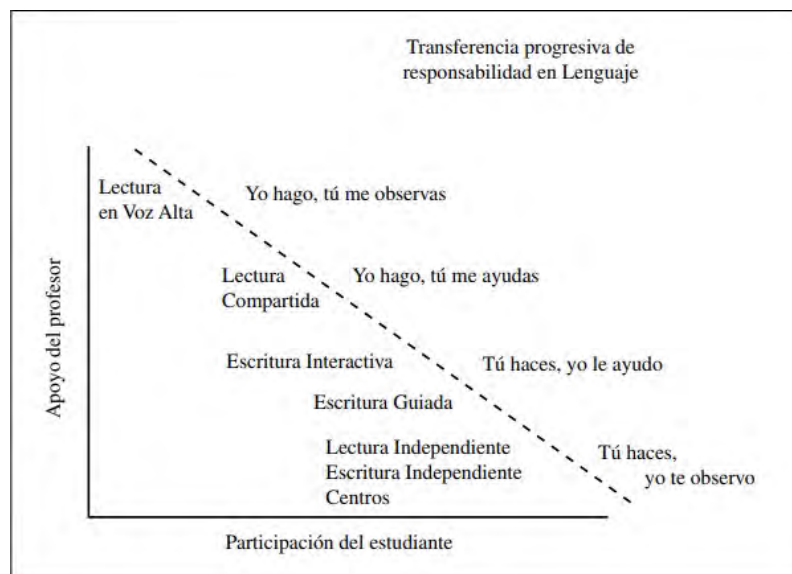 Transferencia progresiva de
responsabilidad en Lenguaje
Lectura
en Voz Alta
Yo hago, tú me observas
Lectura
Compartida
Yo hago, tú me ayudas
Escritura Interactiva
Tú haces, yo le ayudo
Escritura Guiada
Lectura Independiente
Escritura Independiente
Centros
Tú haces,
yo te observo
Apoyo del profesor
Participación del estudiante